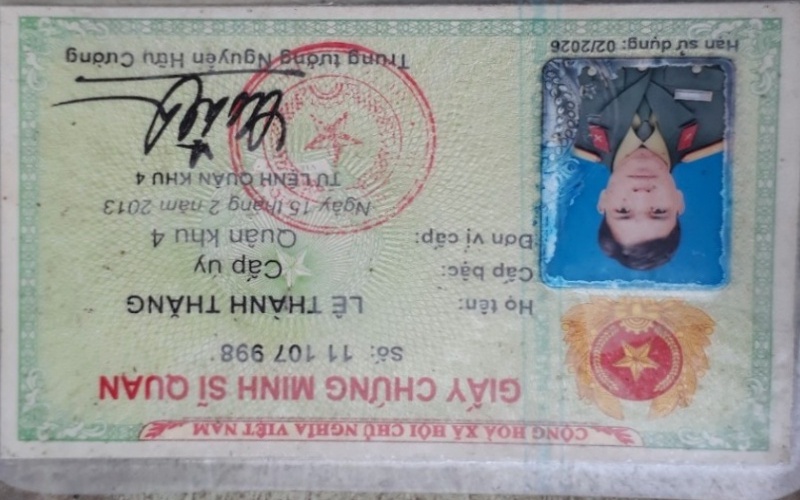 CỘNG HOÀ XÃ HỘI CHỦ NGHĨA VIỆT NAM
GIẤY CHỨNG MINH SĨ QUAN
Số: 11 107 998
Họ tên: LÊ THÀNH THĂNG
Cấp bậc: Cấp úy
Đơn vị cấp: Quân khu 4
Ngày 15 tháng 2 năm 2013
TƯ LỆNH QUÂN KHU 4
Trung tướng Nguyễn Hữu Cường
Hạn sử dụng: 02/2026